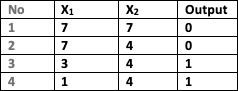 No X₁ X₂ Output
1 7 7 0
2 7 4 0
3 3 4 1
4 1 4 1